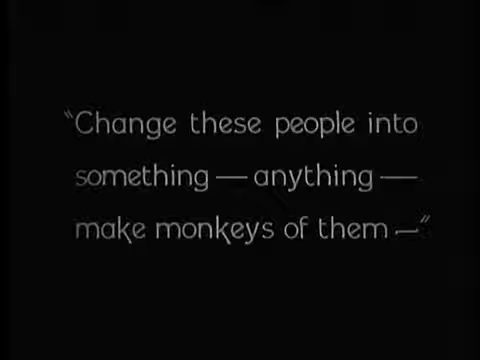 “Change these people into
something — anything —
make monkeys of them —”